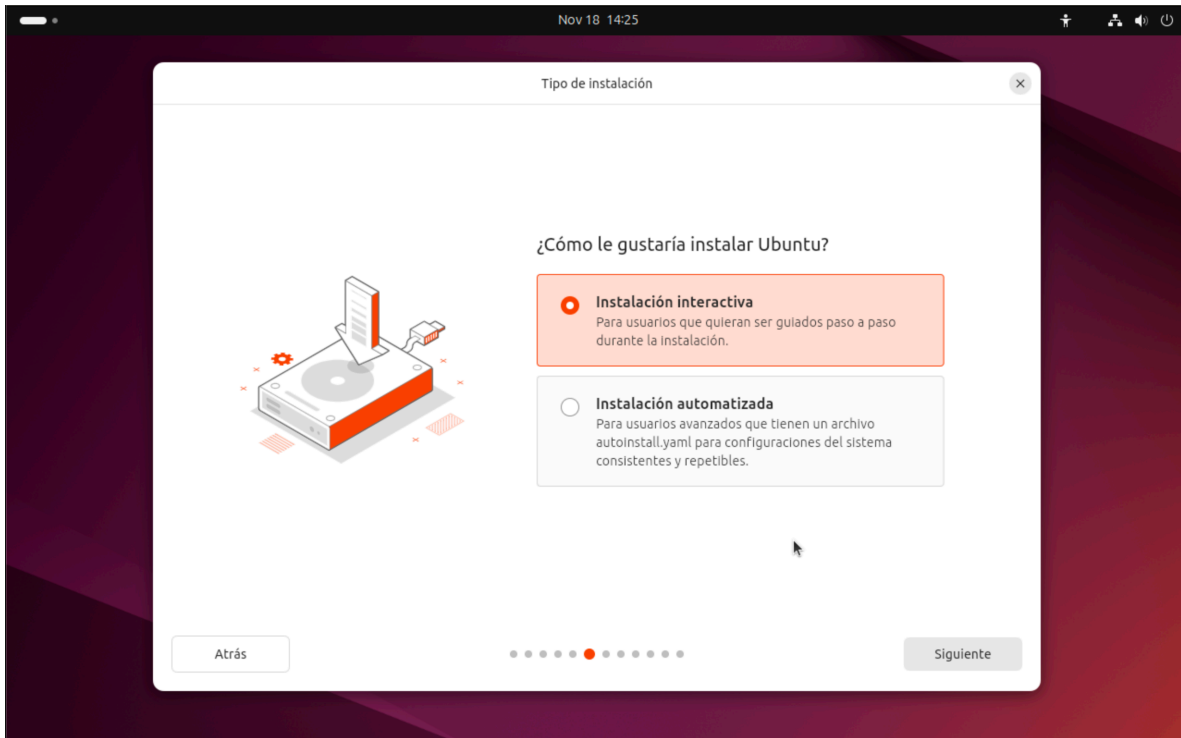 Nov 18 14:25
Tipo de instalación
¿Cómo le gustaría instalar Ubuntu?
Instalación interactiva
Para usuarios que quieran ser guiados paso a paso
durante la instalación.
Instalación automatizada
Para usuarios avanzados que tienen un archivo
autoinstall.yaml para configuraciones del sistema
consistentes y repetibles.
Atrás
Siguiente